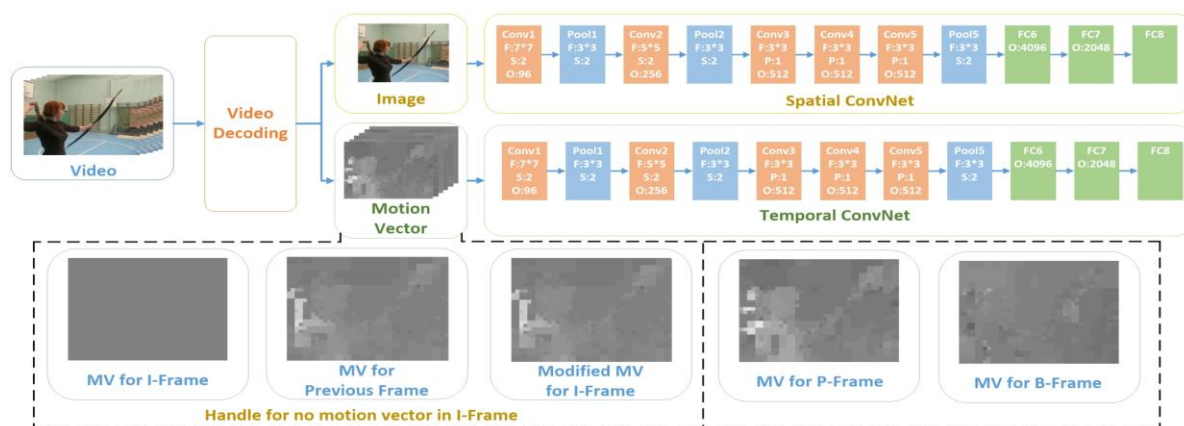 Video
Video
Decoding
Image
Motion
Vector
Conv1
F:7*7
S:2
O:96
Pool1
F:3*3
S:2
Conv2
F:5*5
S:2
O:256
Pool2
F:3*3
S:2
Conv3
F:3*3
P:1
O:512
Conv4
F:3*3
P:1
O:512
Conv5
F:3*3
P:1
O:512
Pool5
F:3*3
S:2
FC6
O:4096
FC7
O:2048
FC8
Spatial ConvNet
Conv1
F:7*7
S:2
O:96
Pool1
F:3*3
S:2
Conv2
F:5*5
S:2
O:256
Pool2
F:3*3
S:2
Conv3
F:3*3
P:1
O:512
Conv4
F:3*3
P:1
O:512
Conv5
F:3*3
P:1
O:512
Pool5
F:3*3
S:2
FC6
O:4096
FC7
O:2048
FC8
Temporal ConvNet
MV for I-Frame
MV for
Previous Frame
Modified MV
for I-Frame
Handle for no motion vector in I-Frame
MV for P-Frame
MV for B-Frame